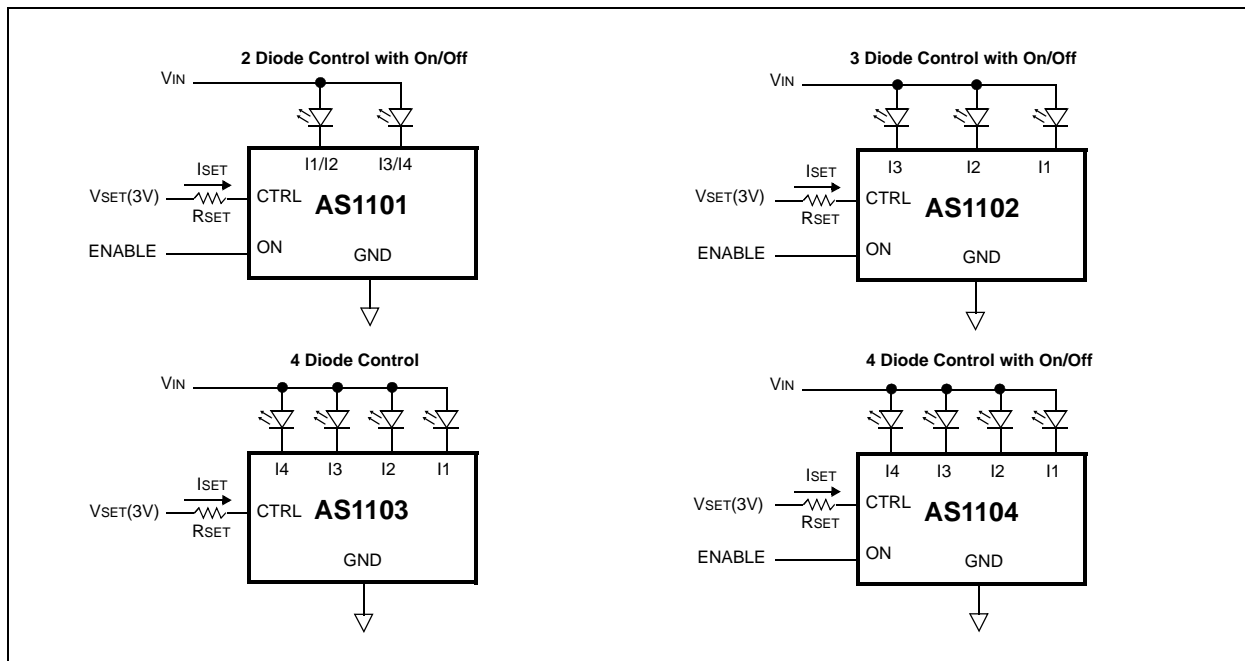 2 Diode Control with On/Off
VIN
I1/I2 I3/I4
ISET
VSET(3V)
RSET
CTRL
AS1101
ENABLE
ON
GND
3 Diode Control with On/Off
VIN
I3 I2 I1
ISET
VSET(3V)
RSET
CTRL
AS1102
ENABLE
ON
GND
4 Diode Control
VIN
I4 I3 I2 I1
ISET
VSET(3V)
RSET
CTRL
AS1103
GND
4 Diode Control with On/Off
VIN
I4 I3 I2 I1
ISET
VSET(3V)
RSET
CTRL
AS1104
ENABLE
ON
GND